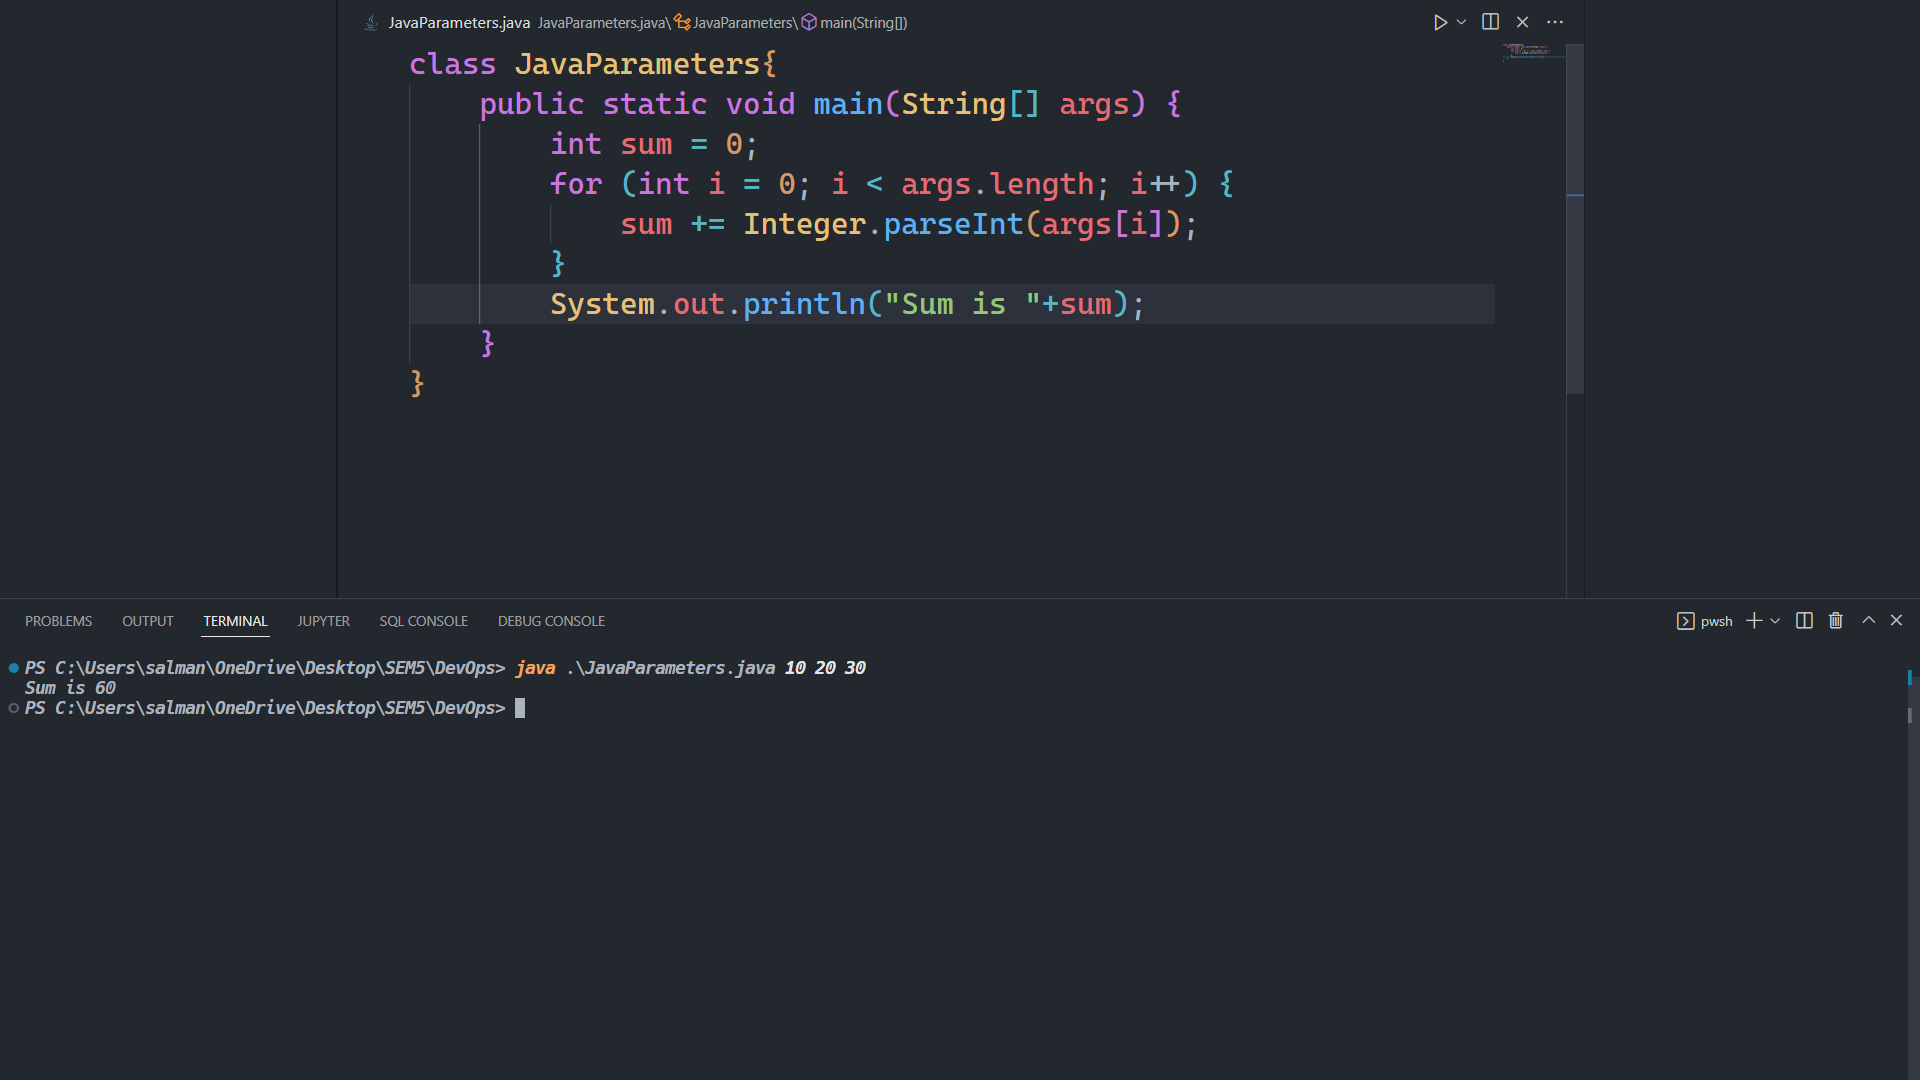 JavaParameters.java JavaParameters.java\ JavaParameters\ main(String[])
class JavaParameters{
    public static void main(String[] args) {
        int sum = 0;
        for (int i = 0; i < args.length; i++) {
            sum += Integer.parseInt(args[i]);
        }
        System.out.println("Sum is "+sum);
    }
}
PROBLEMS OUTPUT TERMINAL JUPYTER SQL CONSOLE DEBUG CONSOLE pwsh
PS C:\Users\salman\OneDrive\Desktop\SEM5\DevOps> java .\JavaParameters.java 10 20 30
Sum is 60
PS C:\Users\salman\OneDrive\Desktop\SEM5\DevOps>